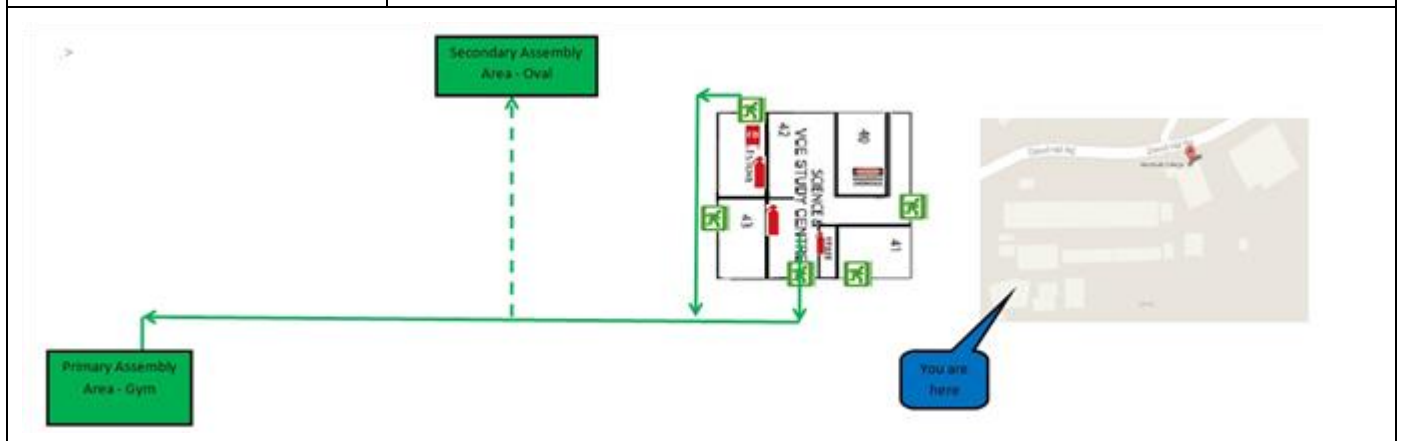 Secondary Assembly
Area - Oval
42
VCE STUDY CENTRE
SCIENCE &
40
43
STAFF
41
Primary Assembly
Area - Gym
You are
here